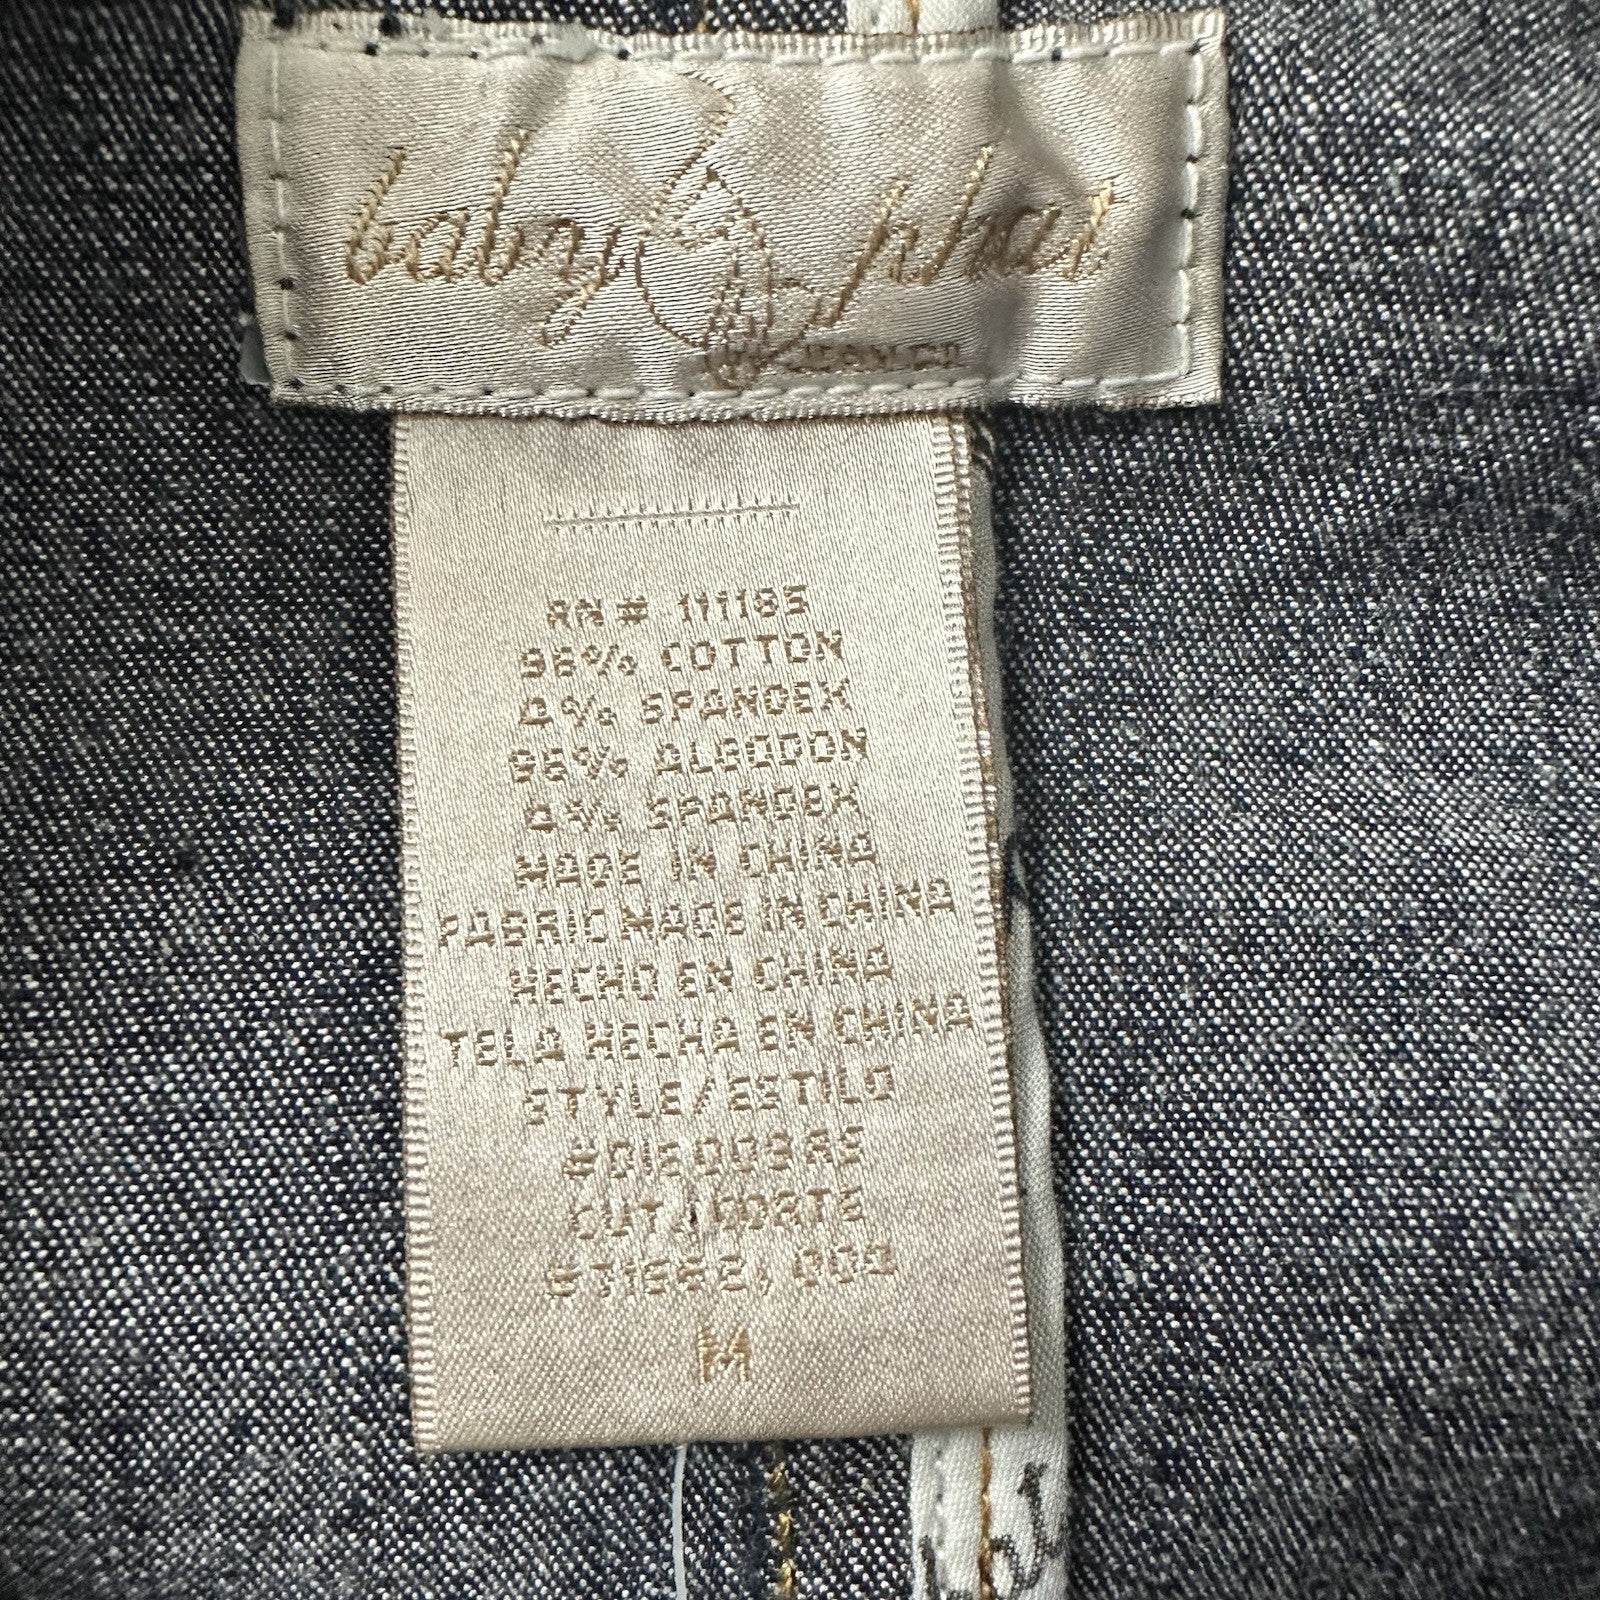 baby phat
RN # 111185
96% COTTON
4% SPANDEX
96% ALGODON
4% SPANDEX
MADE IN CHINA
FABRIC MADE IN CHINA
HECHO EN CHINA
TELA HECHA EN CHINA
STYLE/ESTILO
CUT/CORTE
M